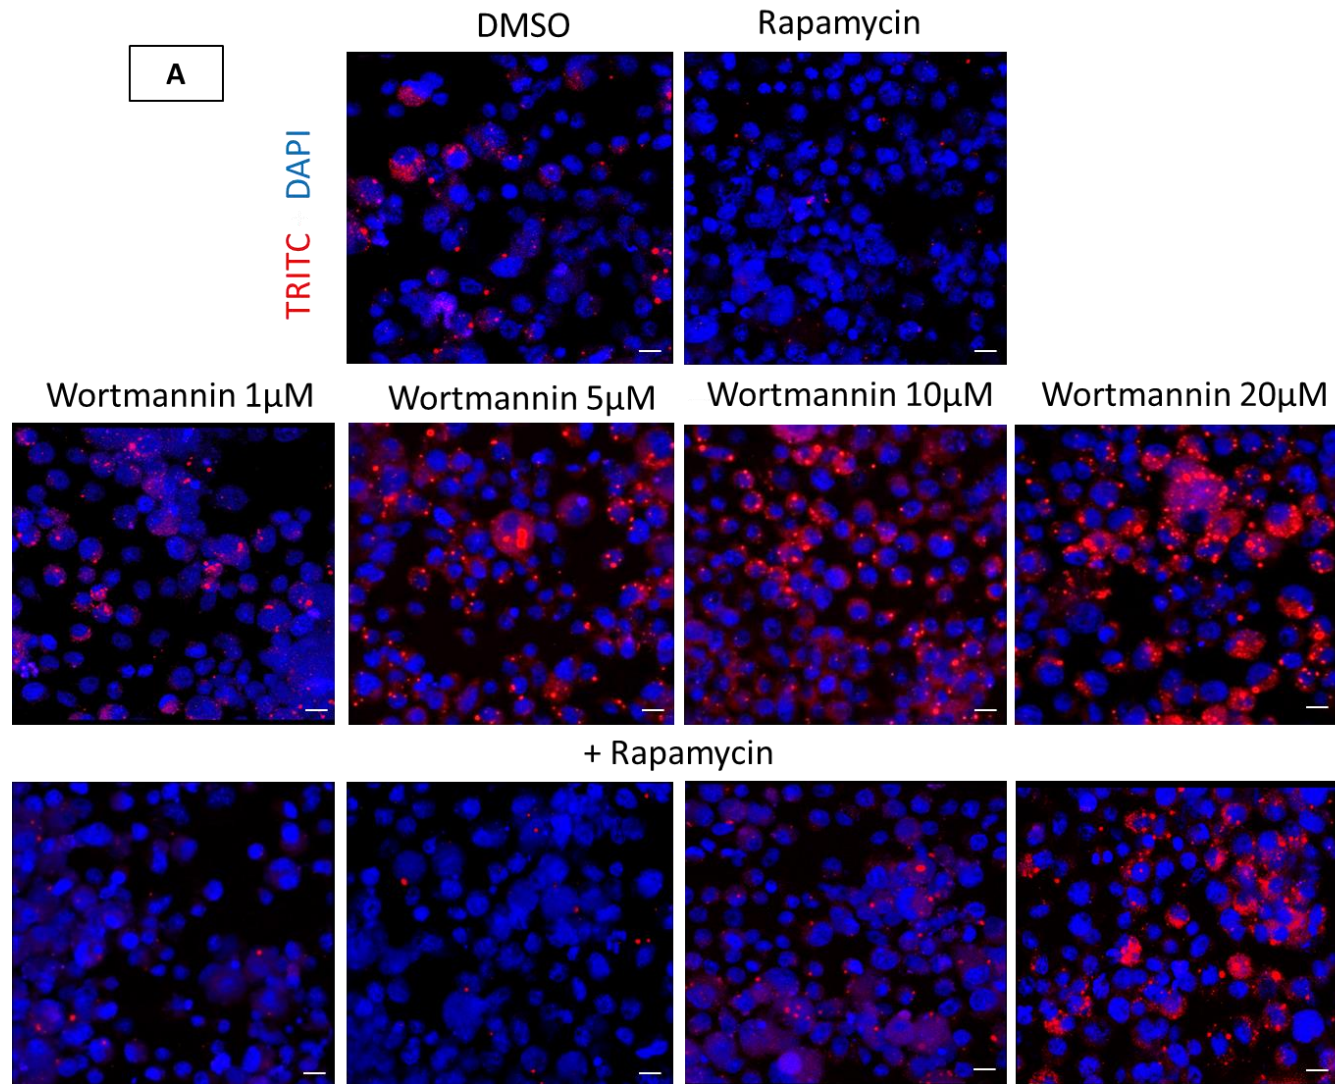 DMSO
Rapamycin
A
TRITC DAPI
Wortmannin 1µM
Wortmannin 5µM
Wortmannin 10µM
Wortmannin 20µM
+ Rapamycin